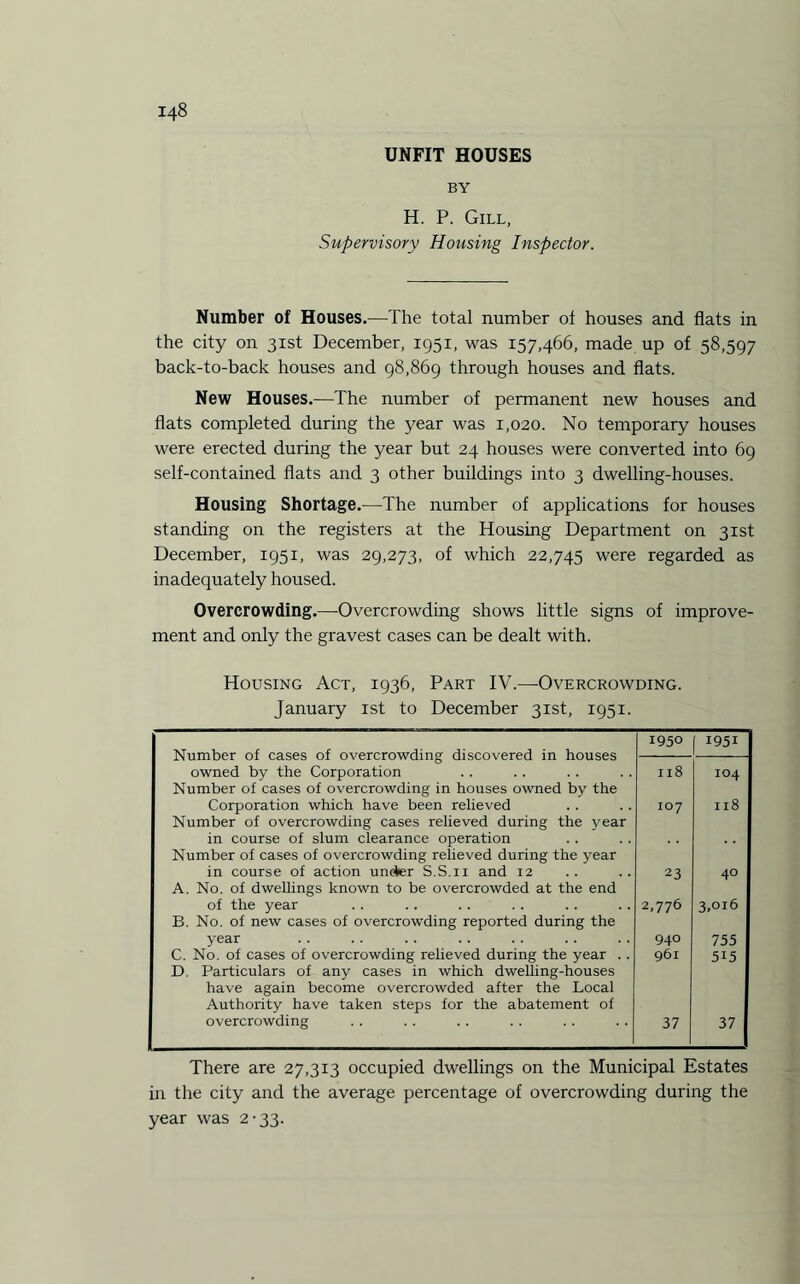 148
UNFIT HOUSES
BY
H. P. GILL,
Supervisory Housing Inspector.
Number of Houses.—The total number of houses and flats in
the city on 31st December, 1951, was 157,466, made up of 58,597
back-to-back houses and 98,869 through houses and flats.
New Houses.—The number of permanent new houses and
flats completed during the year was 1,020. No temporary houses
were erected during the year but 24 houses were converted into 69
self-contained flats and 3 other buildings into 3 dwelling-houses.
Housing Shortage.—The number of applications for houses
standing on the registers at the Housing Department on 31st
December, 1951, was 29,273, of which 22,745 were regarded as
inadequately housed.
Overcrowding.—Overcrowding shows little signs of improve-
ment and only the gravest cases can be dealt with.
HOUSING ACT, 1936, PART IV.—OVERCROWDING.
January 1st to December 31st, 1951.
1950 1951
Number of cases of overcrowding discovered in houses
owned by the Corporation .. .. .. .. 118 104
Number of cases of overcrowding in houses owned by the
Corporation which have been relieved .. .. 107 118
Number of overcrowding cases relieved during the year
in course of slum clearance operation .. .. .. ..
Number of cases of overcrowding relieved during the year
in course of action under S.S.11 and 12 .. .. 23 40
A. No. of dwellings known to be overcrowded at the end
of the year .. .. .. .. .. .. 2,776 3,016
B. No. of new cases of overcrowding reported during the
year .. .. .. .. .. .. .. 940 755
C. No. of cases of overcrowding relieved during the year .. 961 515
D. Particulars of any cases in which dwelling-houses
have again become overcrowded after the Local
Authority have taken steps for the abatement of
overcrowding .. .. .. .. .. .. 37 37
There are 27,313 occupied dwellings on the Municipal Estates
in the city and the average percentage of overcrowding during the
year was 2·33.